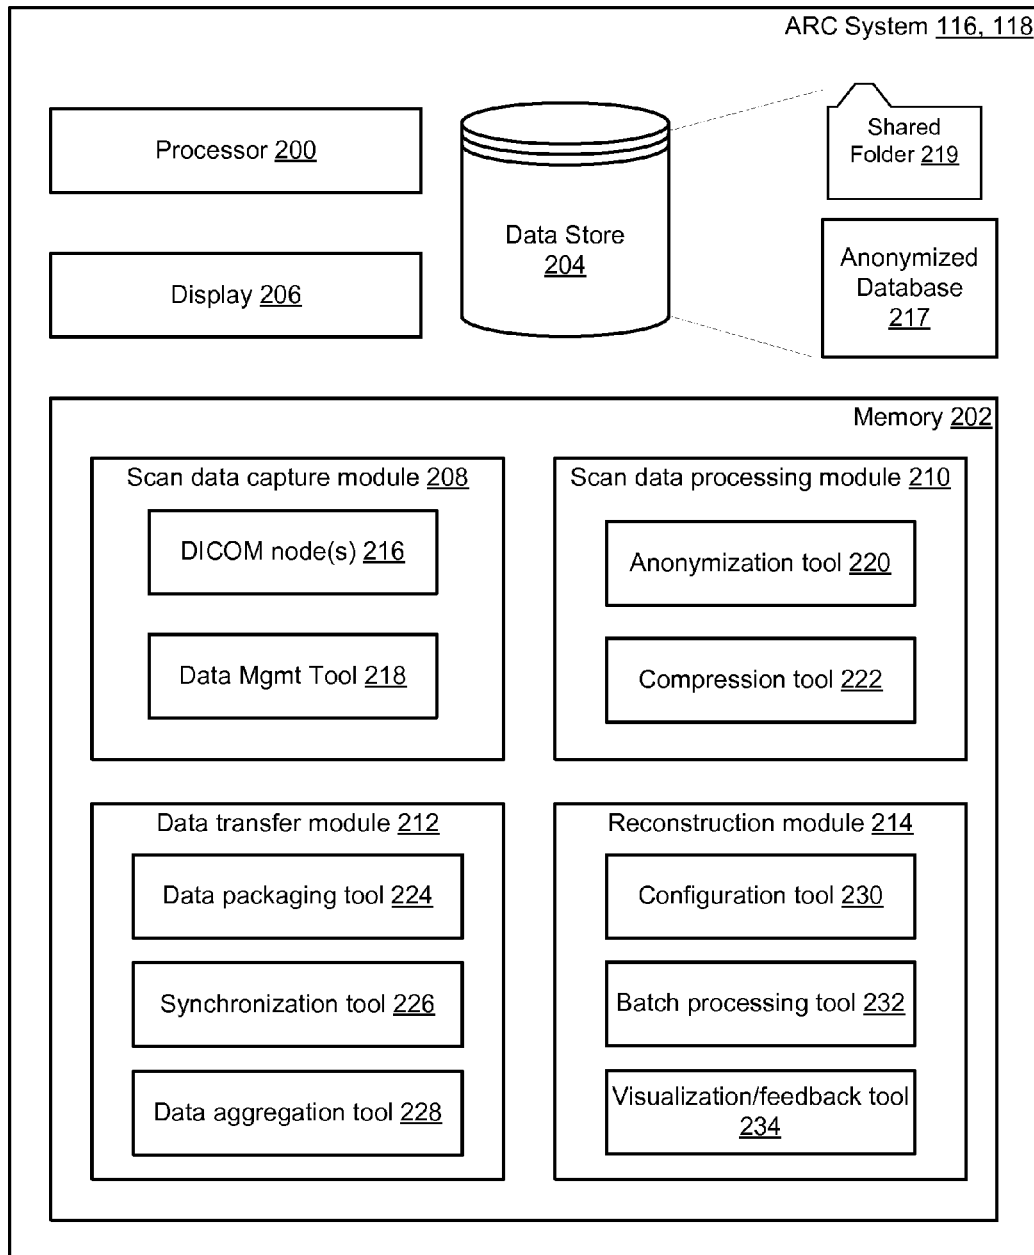 ARC System 116, 118
Processor 200
Display 206
Data Store
204
Shared
Folder 219
Anonymized
Database
217
Memory 202
Scan data capture module 208
DICOM node(s) 216
Data Mgmt Tool 218
Scan data processing module 210
Anonymization tool 220
Compression tool 222
Data transfer module 212
Data packaging tool 224
Synchronization tool 226
Data aggregation tool 228
Reconstruction module 214
Configuration tool 230
Batch processing tool 232
Visualization/feedback tool
234